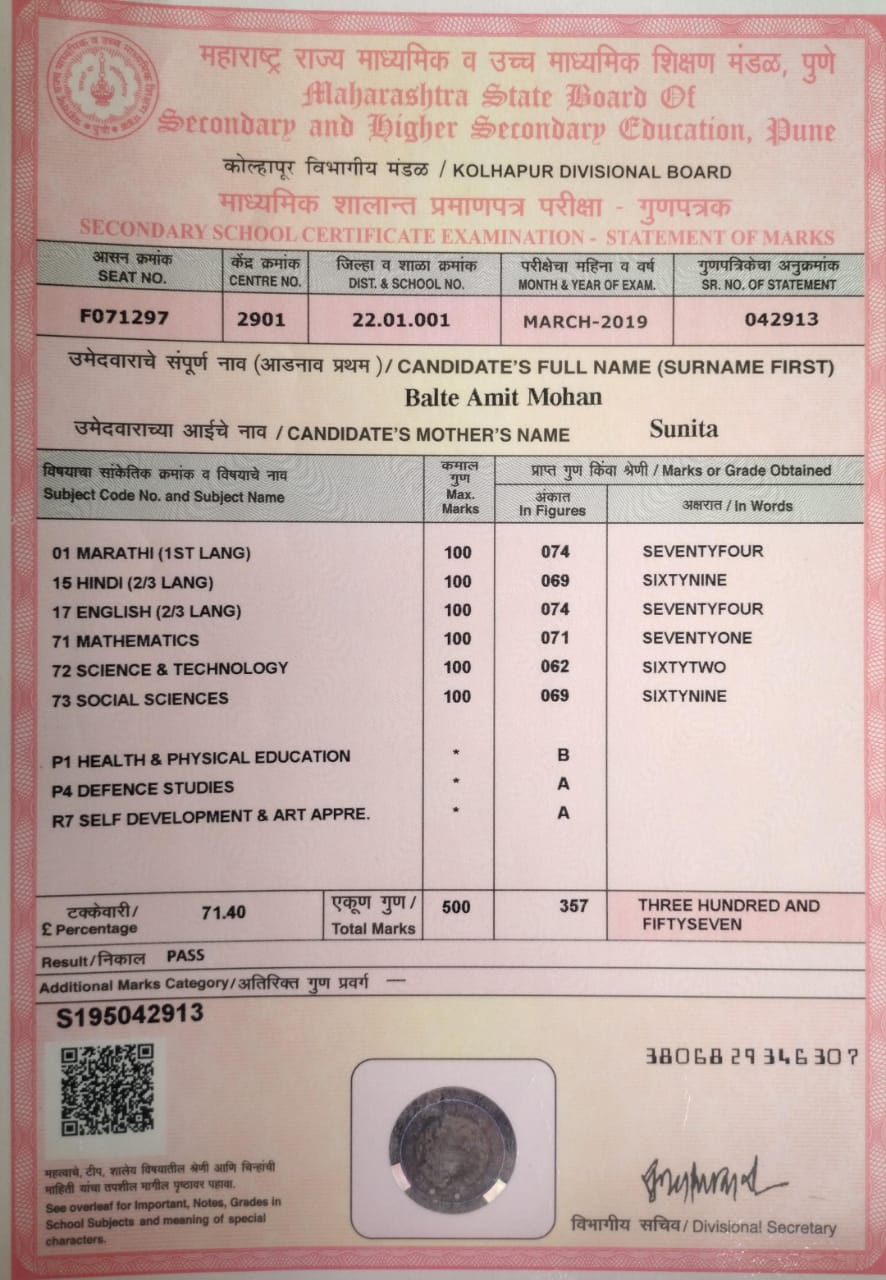 महाराष्ट्र राज्य माध्यमिक व उच्च माध्यमिक शिक्षण मंडळ, पुणे
Maharashtra State Board Of
Secondary and Higher Secondary Education, Pune
कोल्हापूर विभागीय मंडळ / KOLHAPUR DIVISIONAL BOARD
माध्यमिक शालान्त प्रमाणपत्र परीक्षा - गुणपत्रक
SECONDARY SCHOOL CERTIFICATE EXAMINATION - STATEMENT OF MARKS
आसन क्रमांक केंद्र क्रमांक जिल्हा व शाळा क्रमांक परीक्षेचा महिना व वर्ष गुणपत्रिकेचा अनुक्रमांक
SEAT NO. CENTRE NO. DIST. & SCHOOL NO. MONTH & YEAR OF EXAM. SR. NO. OF STATEMENT
F071297 2901 22.01.001 MARCH-2019 042913
उमेदवाराचे संपूर्ण नाव (आडनाव प्रथम )/ CANDIDATE'S FULL NAME (SURNAME FIRST)
Balte Amit Mohan
उमेदवाराच्या आईचे नाव / CANDIDATE'S MOTHER'S NAME Sunita
विषयाचा सांकेतिक क्रमांक व विषयाचे नाव
Subject Code No. and Subject Name
कमाल
गुण
Max.
Marks
प्राप्त गुण किंवा श्रेणी / Marks or Grade Obtained
अंकात
In Figures
अक्षरात / In Words
01 MARATHI (1ST LANG) 100 074 SEVENTYFOUR
15 HINDI (2/3 LANG) 100 069 SIXTYNINE
17 ENGLISH (2/3 LANG) 100 074 SEVENTYFOUR
71 MATHEMATICS 100 071 SEVENTYONE
72 SCIENCE & TECHNOLOGY 100 062 SIXTYTWO
73 SOCIAL SCIENCES 100 069 SIXTYNINE
P1 HEALTH & PHYSICAL EDUCATION * B
P4 DEFENCE STUDIES * A
R7 SELF DEVELOPMENT & ART APPRE. * A
टक्केवारी/
£ Percentage
71.40
एकूण गुण /
Total Marks
500 357 THREE HUNDRED AND
FIFTYSEVEN
Result/निकाल PASS
Additional Marks Category/अतिरिक्त गुण प्रवर्ग —
S195042913
3806829346307
महत्वाचे, टीप, शालेय विषयातील श्रेणी आणि चिन्हांची
माहिती यांचा तपशील मागील पृष्ठावर पहावा.
See overleaf for Important, Notes, Grades in
School Subjects and meaning of special
characters.
विभागीय सचिव/ Divisional Secretary